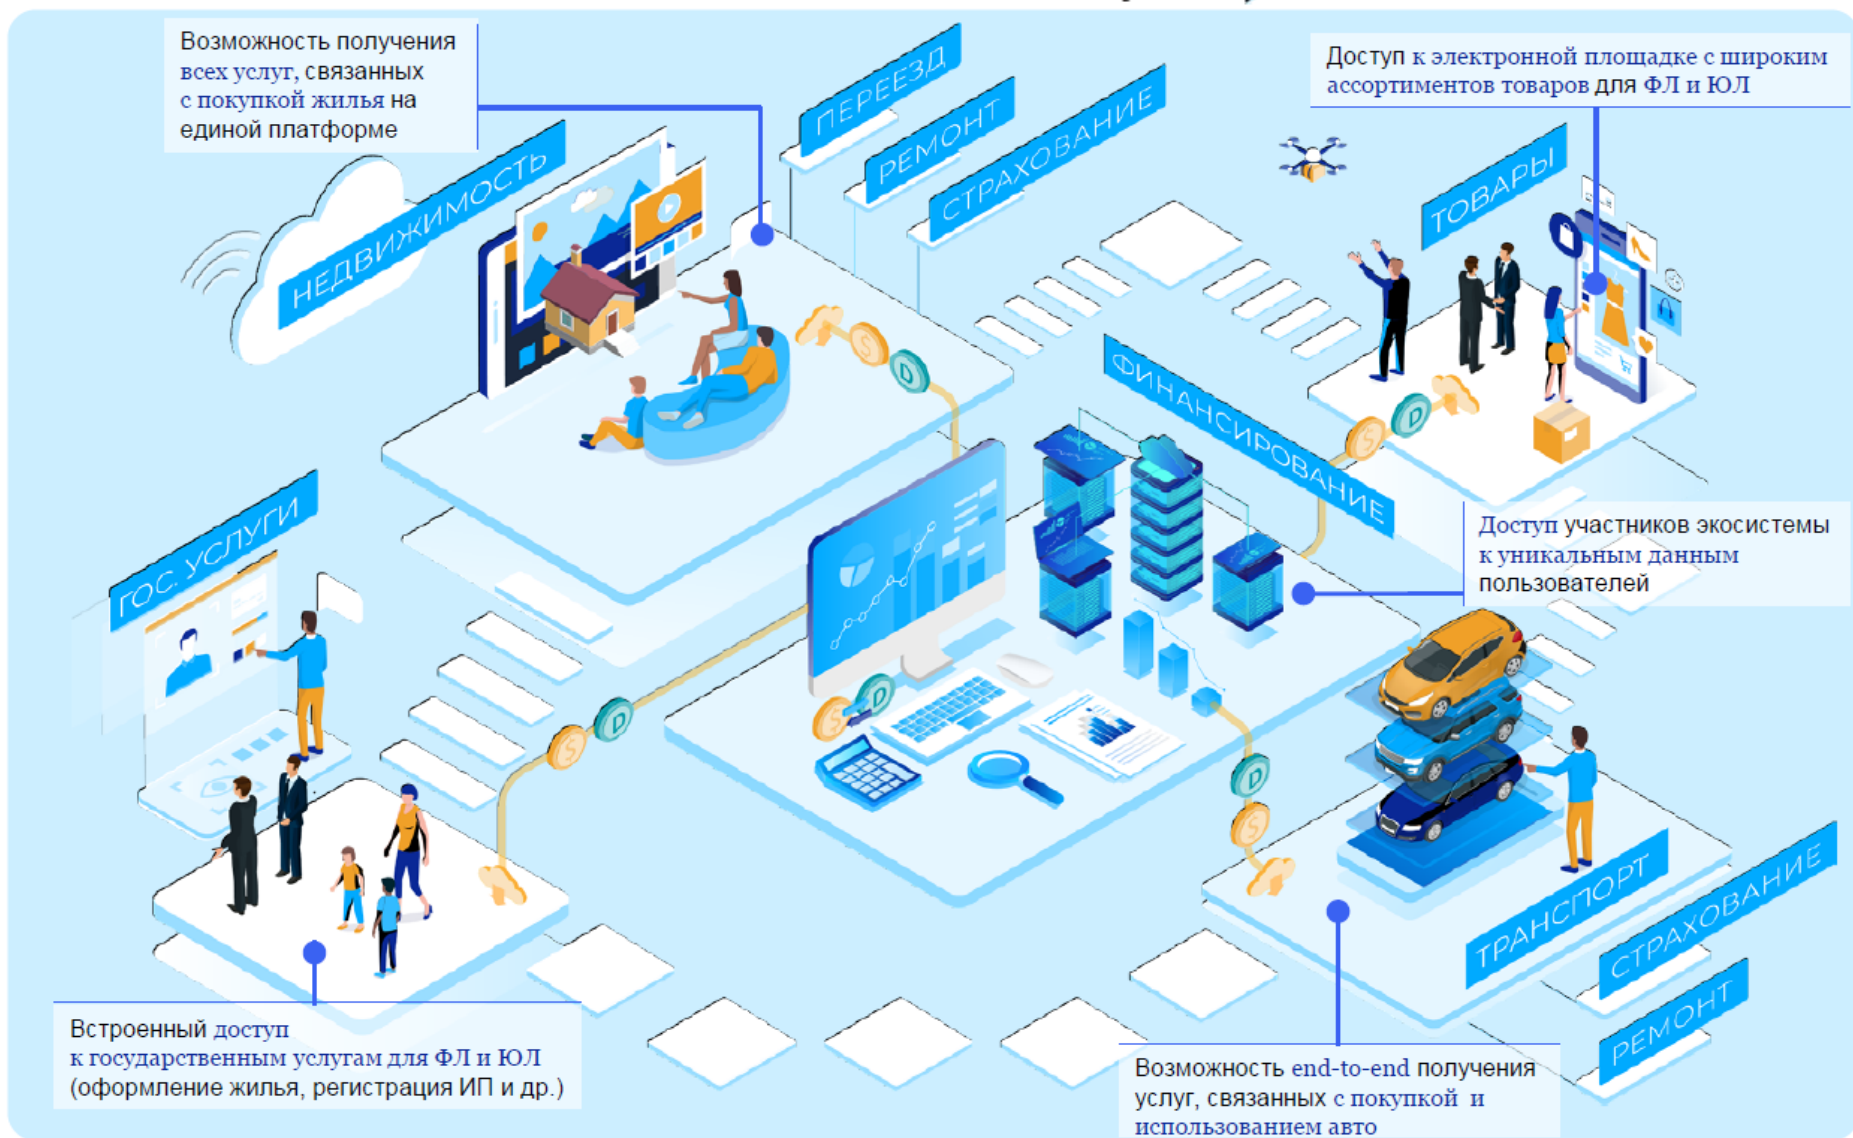 Возможность получения
всех услуг, связанных
с покупкой жилья на
единой платформе
ПЕРЕЕЗД
РЕМОНТ
СТРАХОВАНИЕ
Доступ к электронной площадке с широким
ассортиментов товаров для ФЛ и ЮЛ
НЕДВИЖИМОСТЬ
ТОВАРЫ
ФИНАНСИРОВАНИЕ
ГОС. УСЛУГИ
Доступ участников экосистемы
к уникальным данным
пользователей
ТРАНСПОРТ
СТРАХОВАНИЕ
РЕМОНТ
Встроенный доступ
к государственным услугам для ФЛ и ЮЛ
(оформление жилья, регистрация ИП и др.)
Возможность end-to-end получения
услуг, связанных с покупкой и
использованием авто